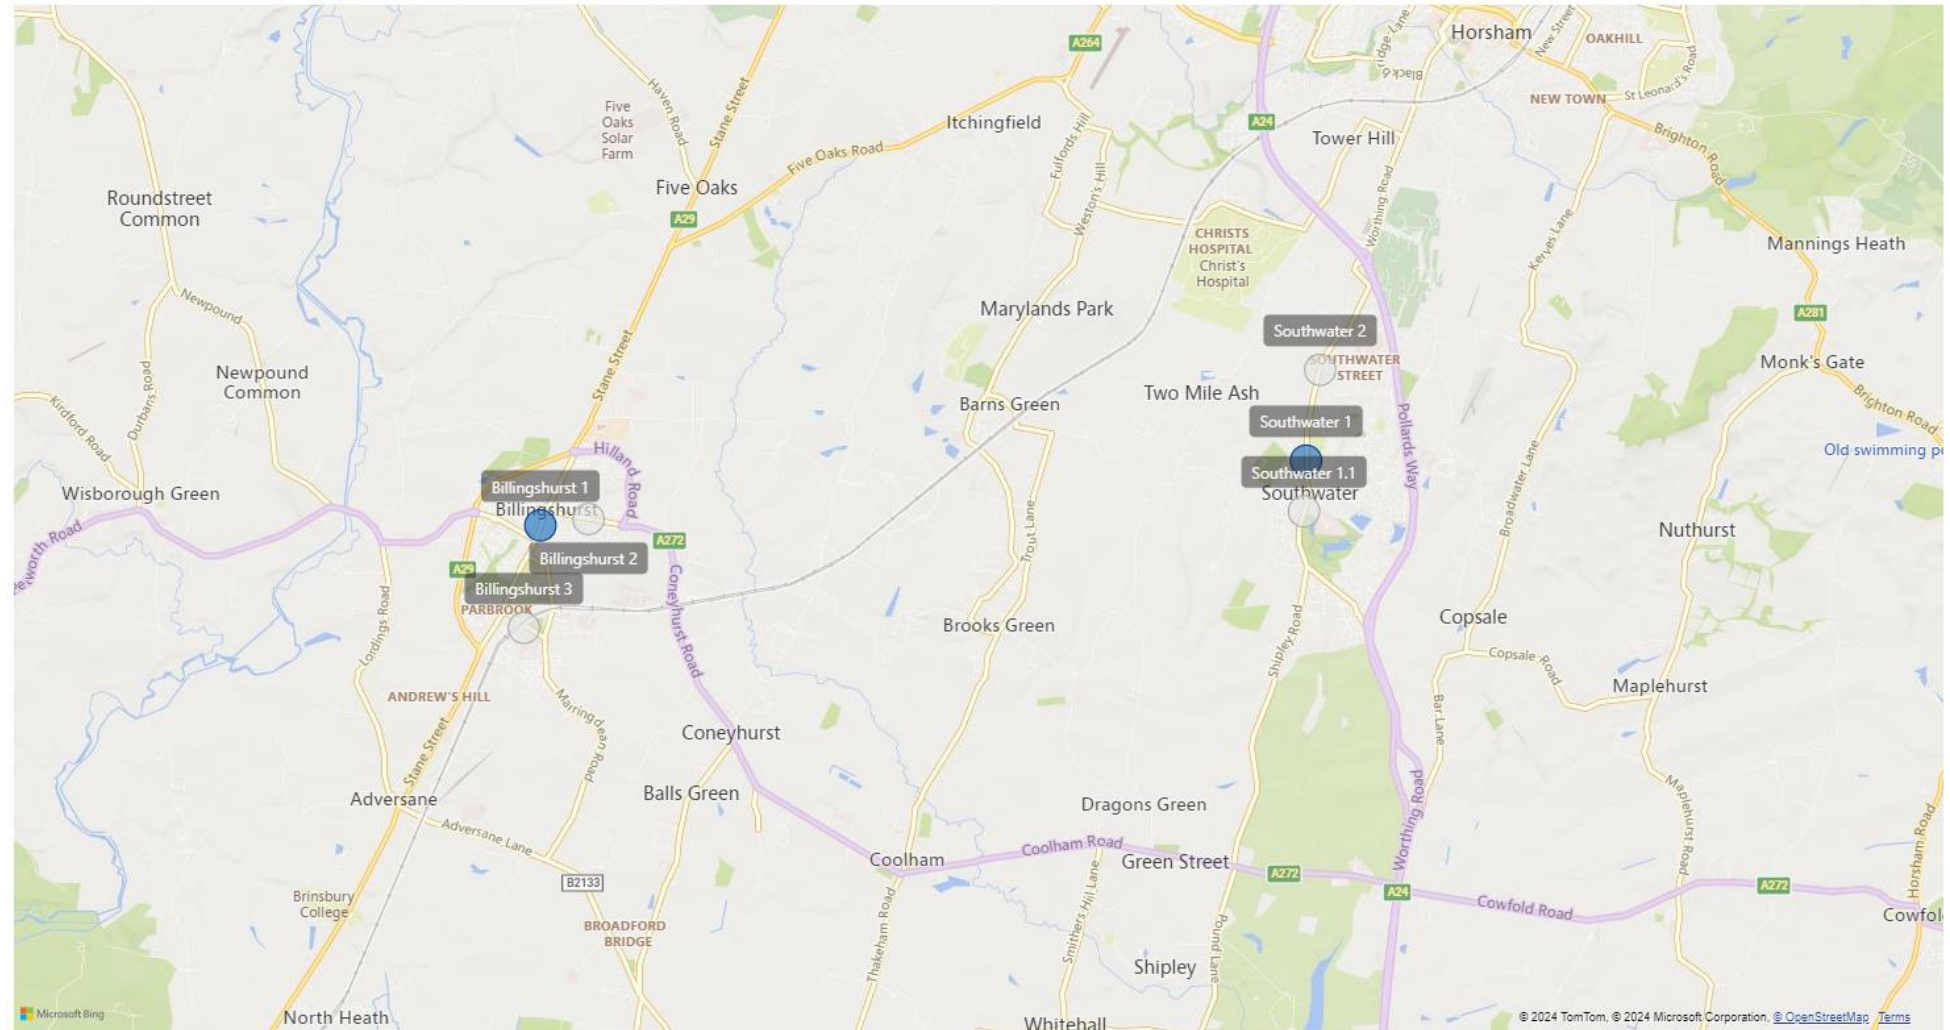 Horsham
OAKHILL
New Street
A264
Black
NEW TOWN
St Leonard's Road
Haven Road
Stane Street
Five
Oaks
Solar
Farm
Itchingfield
A24
Tower Hill
Brighton Road
Fulfords Hill
Five Oaks Road
Weston's Hill
Worthing Road
Five Oaks
A29
Roundstreet
Common
CHRISTS
HOSPITAL
Christ's
Hospital
Kerves Lane
Mannings Heath
Newpound
Marylands Park
A281
Southwater 2
SOUTHWATER
STREET
Stane Street
Monk's Gate
Newpound
Common
Durbans Road
Kirdford Road
Two Mile Ash
Barns Green
Brighton Road
Southwater 1
Pollards Way
Old swimming
Hilland Road
Southwater 1.1
Southwater
Broadwater Lane
Wisborough Green
Billingshurst 1
Billingshurst
Trout Lane
Nuthurst
A272
Billingshurst 2
A29
Billingshurst 3
PARBROOK
Coneyhurst Road
Lordings Road
Brooks Green
Shipley Road
Copsale
Copsale Road
Maplehurst
ANDREW'S HILL
Marringdean Road
Bar Lane
Coneyhurst
Stane Street
Adversane
Balls Green
Dragons Green
Worthing Road
Maplehurst Road
Adversane Lane
Coolham Road
Coolham
Green Street
A272
B2133
A24
A272
Horsham Road
Cowfold Road
Brinsbury
College
BROADFORD
BRIDGE
Thakeham Road
Smithers Hill Lane
Pound Lane
Shipley
North Heath
Whitehall
Microsoft Bing
© 2024 TomTom, © 2024 Microsoft Corporation, © OpenStreetMap Terms